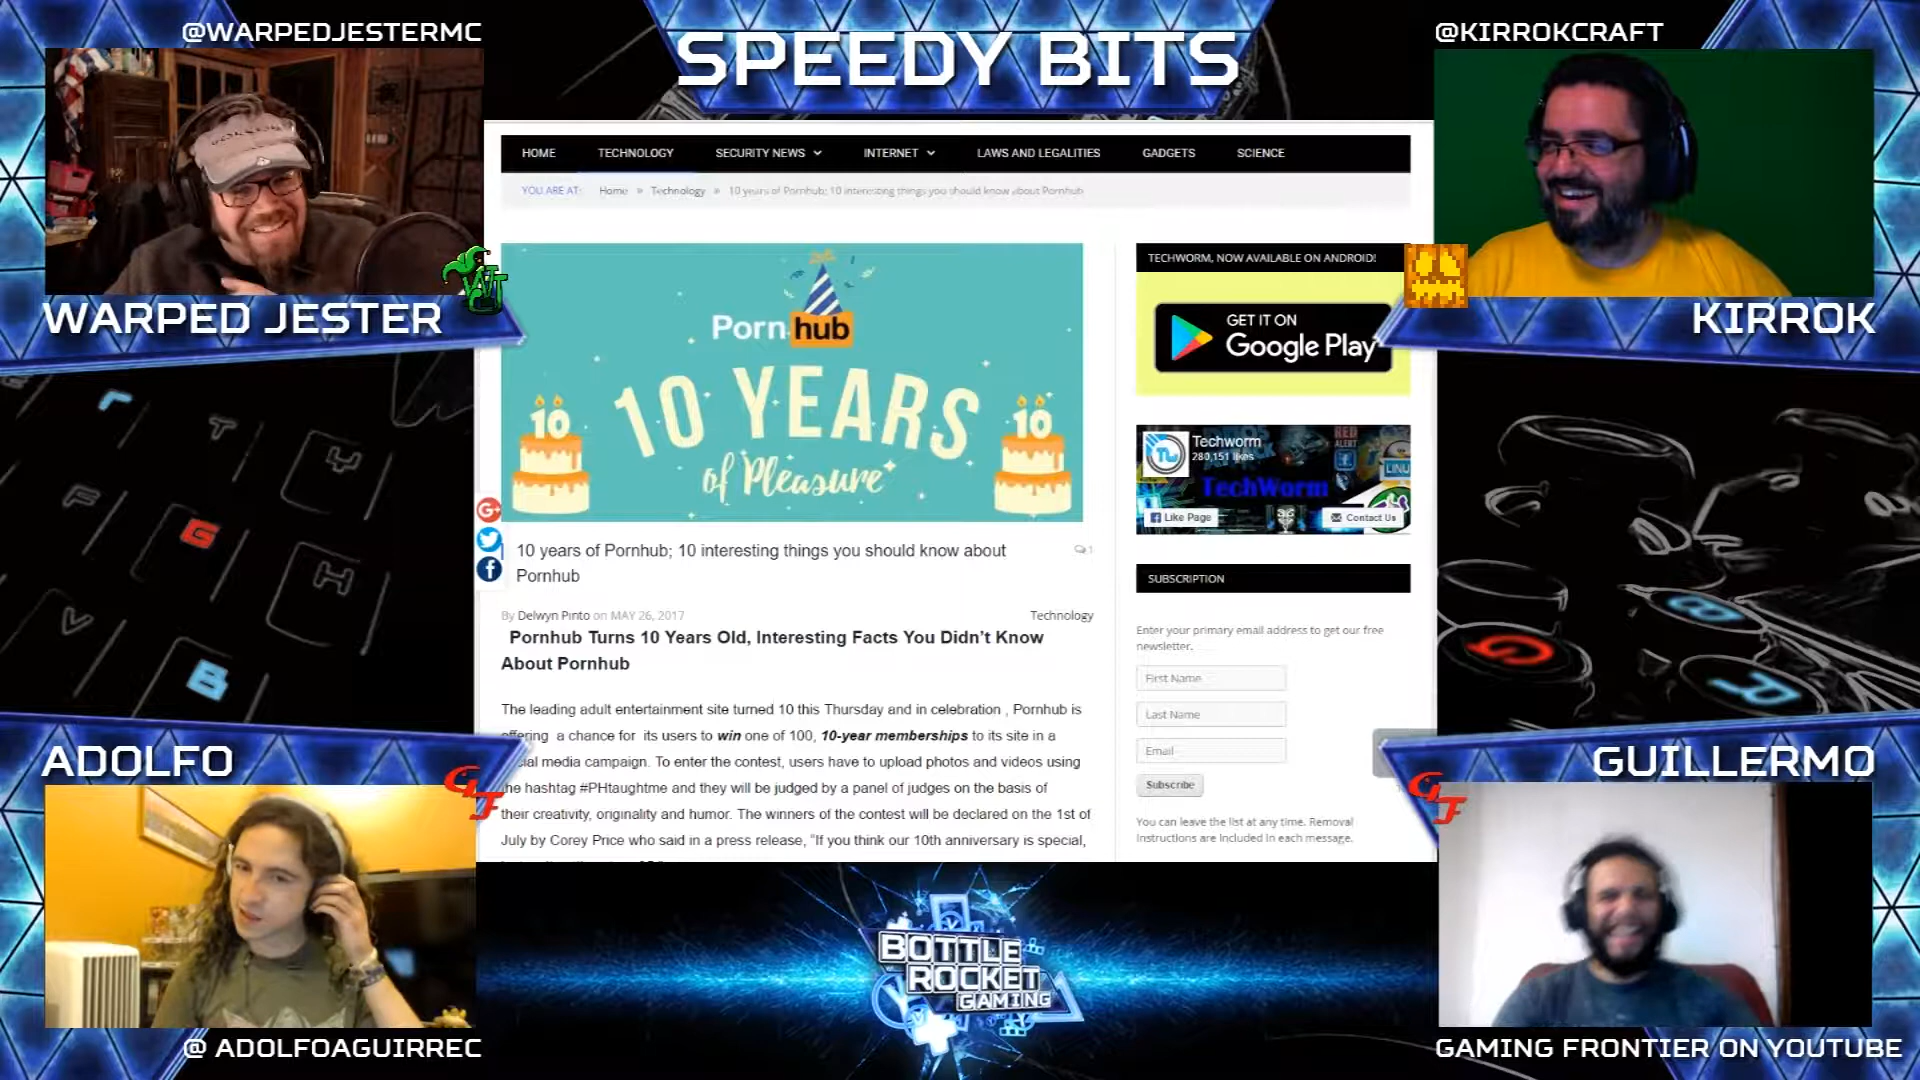 @WARPEDJESTERMC
SPEEDY BITS
@KIRROKCRAFT
WARPED JESTER
KIRROK
HOME TECHNOLOGY SECURITY NEWS INTERNET LAWS AND LEGALITIES GADGETS SCIENCE
YOU ARE AT: Home » Technology » 10 years of Pornhub; 10 interesting things you should know about Pornhub
Porn hub
10 YEARS
of Pleasure
10
10
TECHWORM, NOW AVAILABLE ON ANDROID!
GET IT ON
Google Play
Techworm
280,151 likes
TechWorm
Like Page
Contact Us
10 years of Pornhub; 10 interesting things you should know about
Pornhub
1
By Delwyn Pinto on MAY 26, 2017
Technology
Pornhub Turns 10 Years Old, Interesting Facts You Didn't Know
About Pornhub
The leading adult entertainment site turned 10 this Thursday and in celebration , Pornhub is
offering a chance for its users to win one of 100, 10-year memberships to its site in a
media campaign. To enter the contest, users have to upload photos and videos using
the hashtag #PHtaughtme and they will be judged by a panel of judges on the basis of
their creativity, originality and humor. The winners of the contest will be declared on the 1st of
July by Corey Price who said in a press release, "If you think our 10th anniversary is special,
SUBSCRIPTION
Enter your primary email address to get our free
newsletter.
First Name
Last Name
Email
Subscribe
You can leave the list at any time. Removal
instructions are included in each message.
ADOLFO
GUILLERMO
@ ADOLFOAGUIRREC
GAMING FRONTIER ON YOUTUBE
BOTTLE
ROCKET
GAMING
T
Y
F
G
H
V
B
B
R